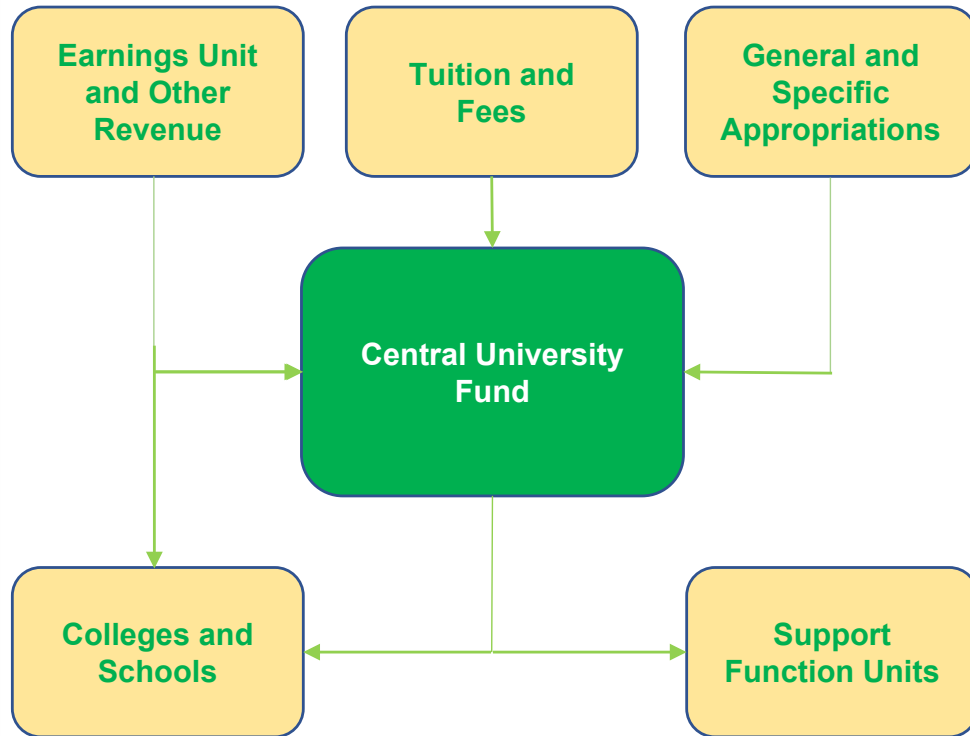 Earnings Unit
and Other
Revenue
Tuition and
Fees
General and
Specific
Appropriations
Central University
Fund
Colleges and
Schools
Support
Function Units